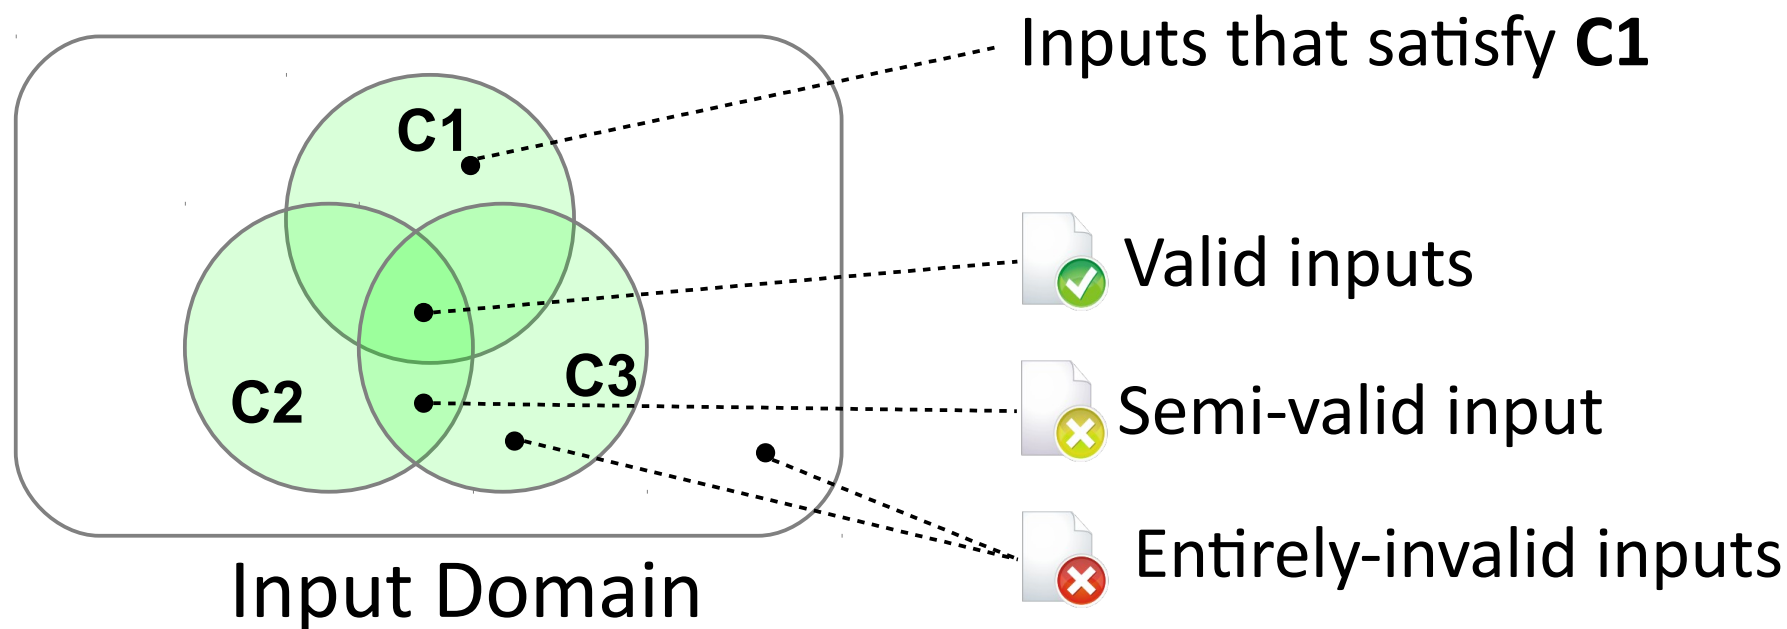 Inputs that satisfy C1
C1
Valid inputs
C3
C2
Semi-valid input
Entirely-invalid inputs
Input Domain